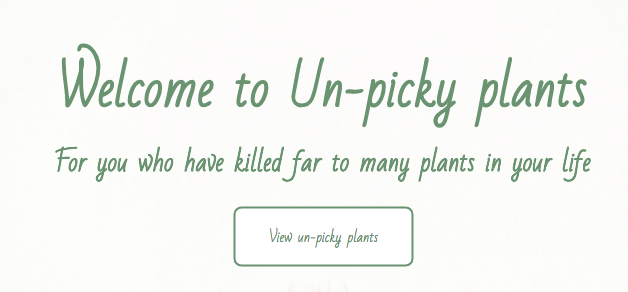 Welcome to Un-picky plants
For you who have killed far to many plants in your life
View un-picky plants